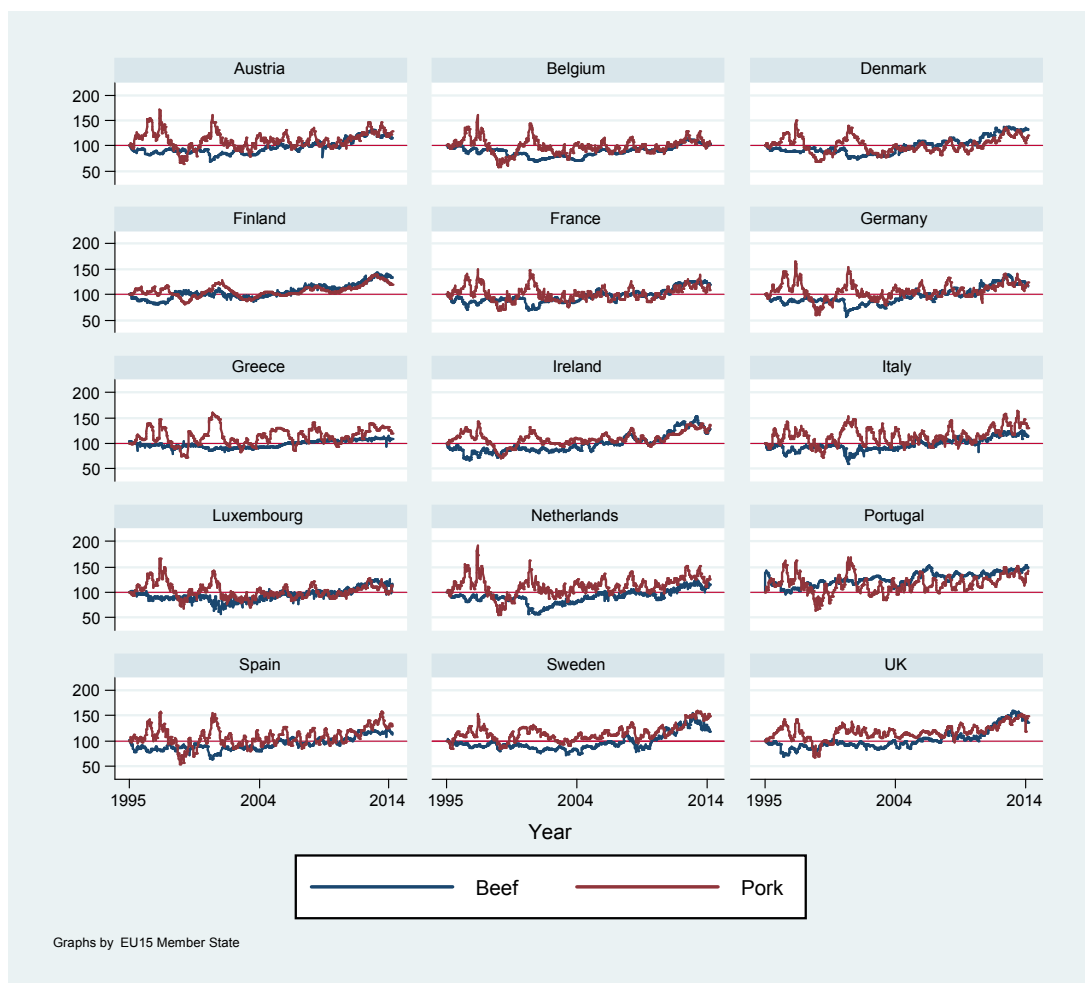 Austria Belgium Denmark
200
150
100
50
Finland France Germany
200
150
100
50
Greece Ireland Italy
200
150
100
50
Luxembourg Netherlands Portugal
200
150
100
50
Spain Sweden UK
200
150
100
50
1995 2004 2014 1995 2004 2014 1995 2004 2014
Year
Beef Pork
Graphs by EU15 Member State